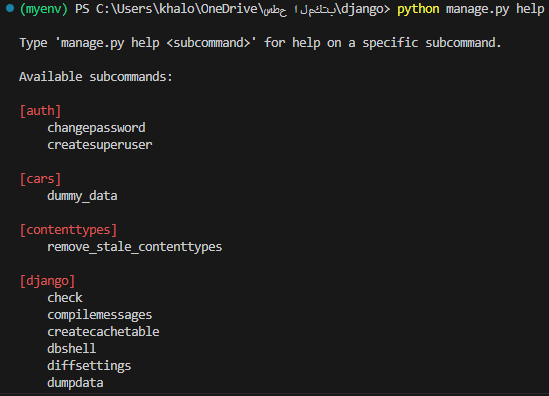 (myenv) PS C:\Users\khalo\OneDrive\سطح المكتب\django> python manage.py help
Type 'manage.py help <subcommand>' for help on a specific subcommand.
Available subcommands:
[auth]
changepassword
createsuperuser
[cars]
dummy_data
[contenttypes]
remove_stale_contenttypes
[django]
check
compilemessages
createcachetable
dbshell
diffsettings
dumpdata